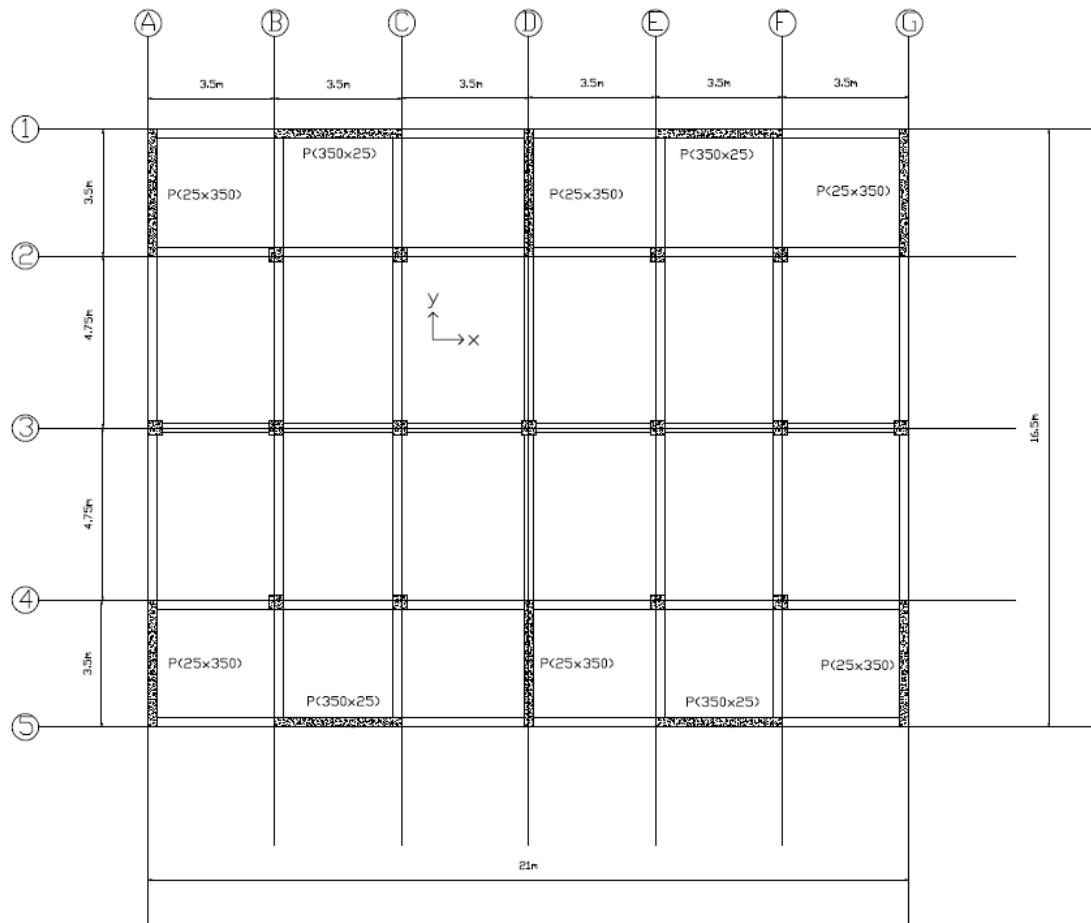 A B C D E F G
3.5m 3.5m 3.5m 3.5m 3.5m 3.5m
1
P(350x25) P(350x25)
3.5m P(25x350) P(25x350) P(25x350)
2
y
x
4.75m
3
16.5m
4.75m
4
3.5m P(25x350) P(25x350) P(25x350)
P(350x25) P(350x25)
5
21m